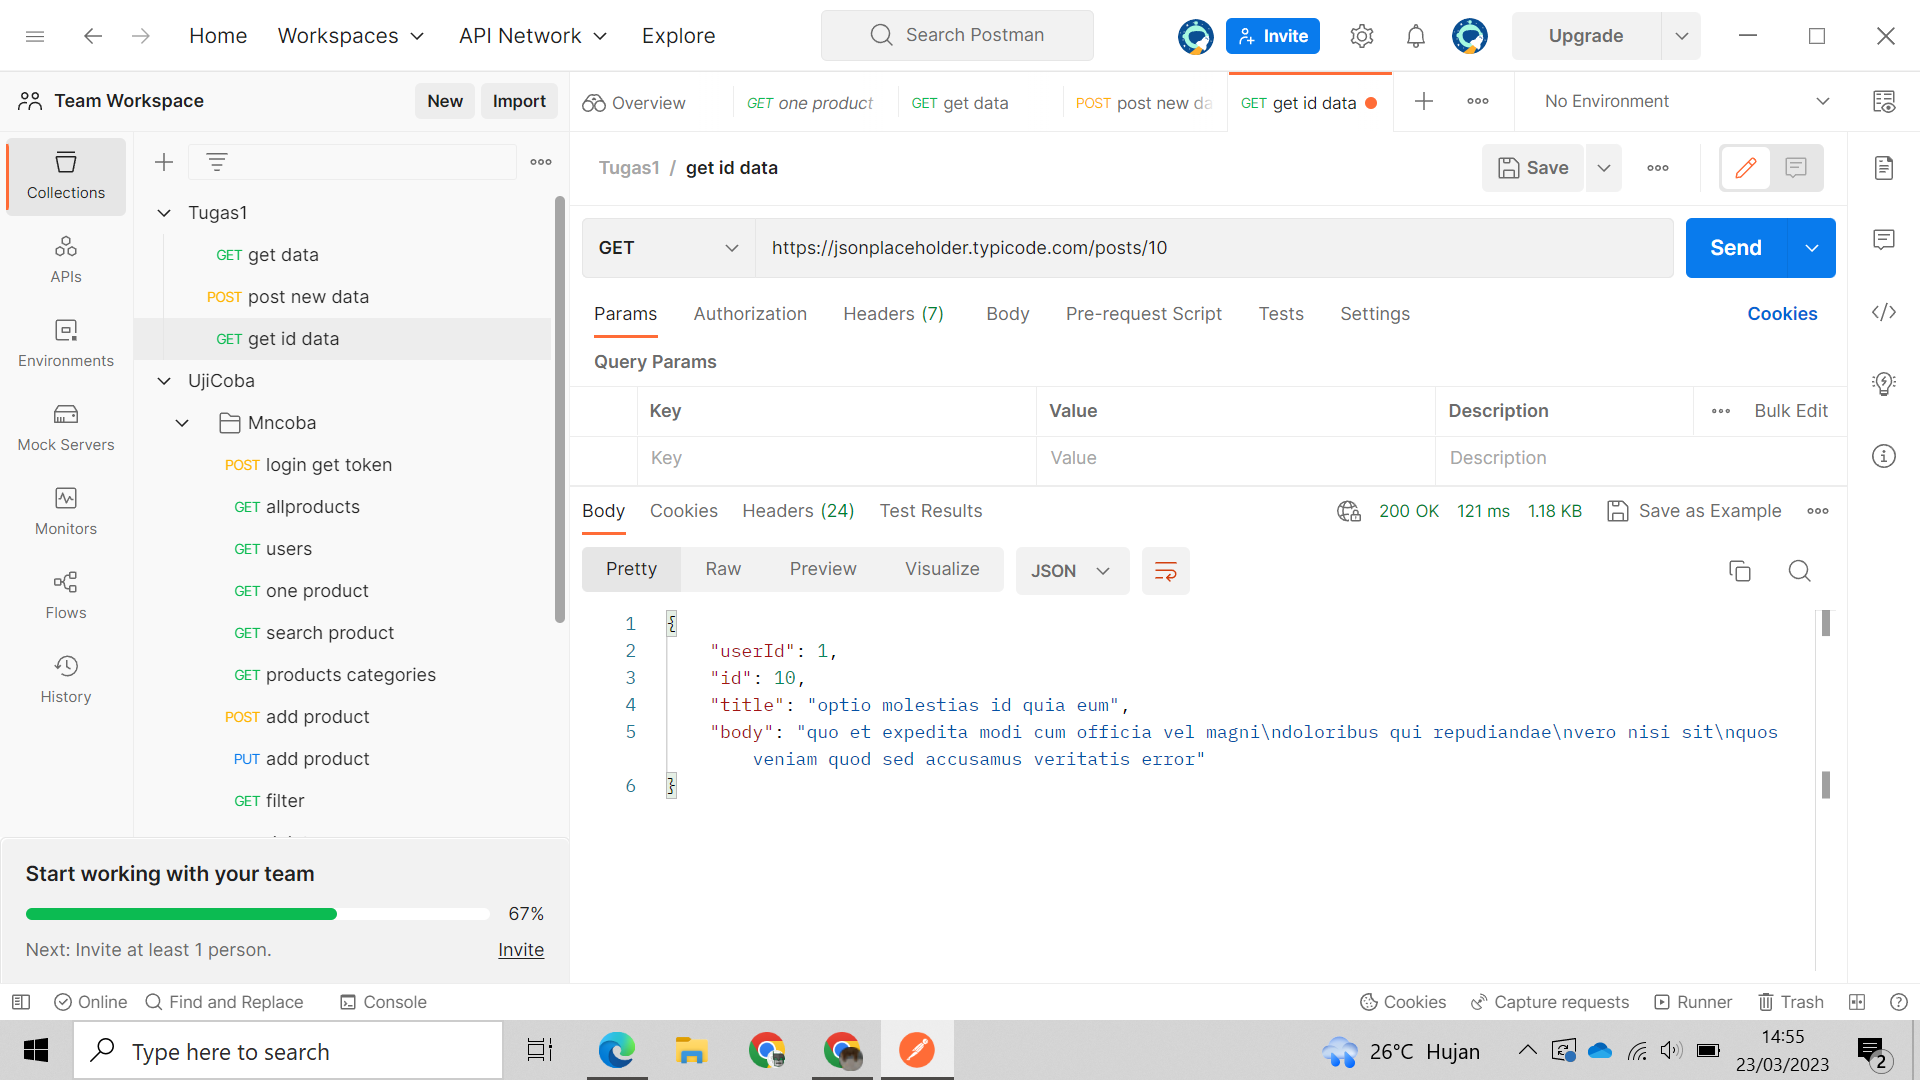 Home Workspaces API Network Explore Search Postman Invite Upgrade
Team Workspace New Import
Overview GET one product GET get data POST post new da GET get id data No Environment
Collections
APIs
Environments
Mock Servers
Monitors
Flows
History
Tugas1
GET get data
POST post new data
GET get id data
UjiCoba
Mncoba
POST login get token
GET allproducts
GET users
GET one product
GET search product
GET products categories
POST add product
PUT add product
GET filter
Start working with your team
67%
Next: Invite at least 1 person. Invite
Tugas1 / get id data Save
GET https://jsonplaceholder.typicode.com/posts/10 Send
Params Authorization Headers (7) Body Pre-request Script Tests Settings Cookies
Query Params
Key Value Description Bulk Edit
Key Value Description
Body Cookies Headers (24) Test Results 200 OK 121 ms 1.18 KB Save as Example
Pretty Raw Preview Visualize JSON
1 {
2 "userId": 1,
3 "id": 10,
4 "title": "optio molestias id quia eum",
5 "body": "quo et expedita modi cum officia vel magni\ndoloribus qui repudiandae\nvero nisi sit\nquos
veniam quod sed accusamus veritatis error"
6 }
Online Find and Replace Console Cookies Capture requests Runner Trash
Type here to search 26°C Hujan 14:55
23/03/2023 2